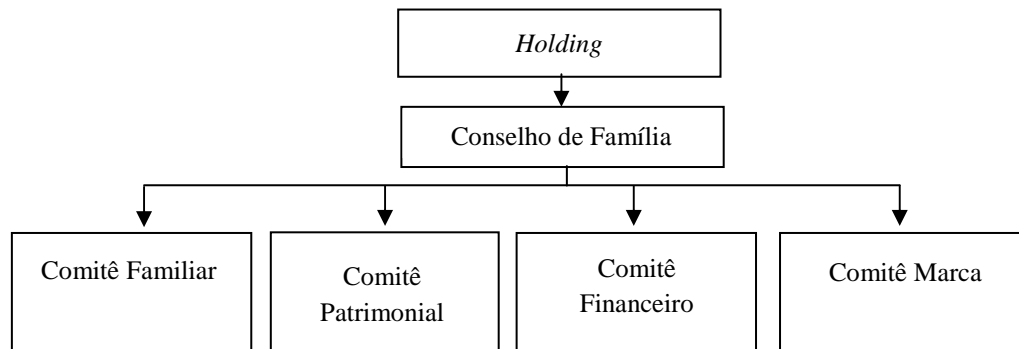 Holding
Conselho de Família
Comitê Familiar
Comitê
Patrimonial
Comitê
Financeiro
Comitê Marca